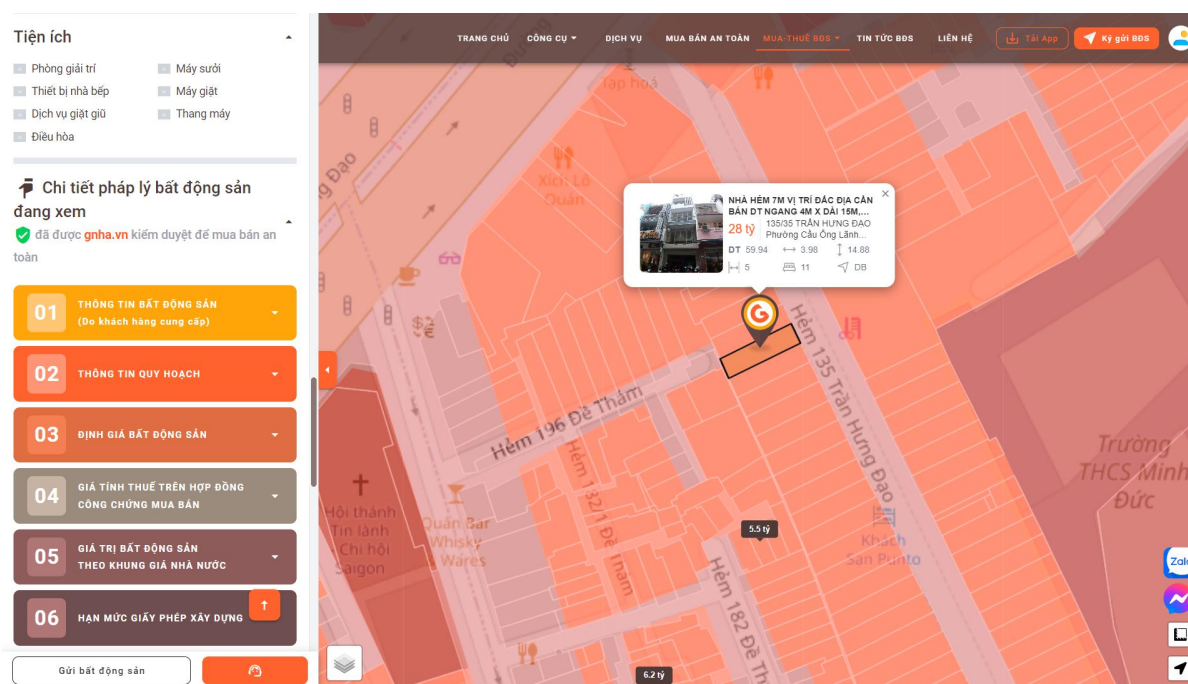 Tiện ích
Phòng giải trí
Máy sưởi
Thiết bị nhà bếp
Máy giặt
Dịch vụ giặt giũ
Thang máy
Điều hòa
Chi tiết pháp lý bất động sản
đang xem
đã được gnha.vn kiểm duyệt để mua bán an
toàn
01
THÔNG TIN BẤT ĐỘNG SẢN
(Do khách hàng cung cấp)
02
THÔNG TIN QUY HOẠCH
03
ĐỊNH GIÁ BẤT ĐỘNG SẢN
04
GIÁ TÍNH THUẾ TRÊN HỢP ĐỒNG
CÔNG CHỨNG MUA BÁN
05
GIÁ TRỊ BẤT ĐỘNG SẢN
THEO KHUNG GIÁ NHÀ NƯỚC
06
HẠN MỨC GIẤY PHÉP XÂY DỰNG
Gửi bất động sản
TRANG CHỦ
CÔNG CỤ
DỊCH VỤ
MUA BÁN AN TOÀN
MUA-THUÊ BĐS
TIN TỨC BĐS
LIÊN HỆ
Tải App
Ký gửi BĐS
Tạp hoá
Xích Lô
Quán
NHÀ HẺM 7M VỊ TRÍ ĐẮC ĐỊA CẦN
BÁN DT NGANG 4M X DÀI 15M,...
28 tỷ
135/35 TRẦN HƯNG ĐẠO
Phường Cầu Ông Lãnh...
DT 59.94
3.98
14.88
5
11
DB
G
Hẻm 135 Trần Hưng Đạo
Hẻm 196 Đề Thám
Hẻm 132/1 Đề Thám
Hẻm 182 Đề Th
Hội thánh
Tin lành
- Chi hội
Saigon
Quán Bar
Whisky
Wares
5.5 tỷ
Khách
San Punto
Trường
THCS Minh
Đức
6.2 tỷ
Zalo